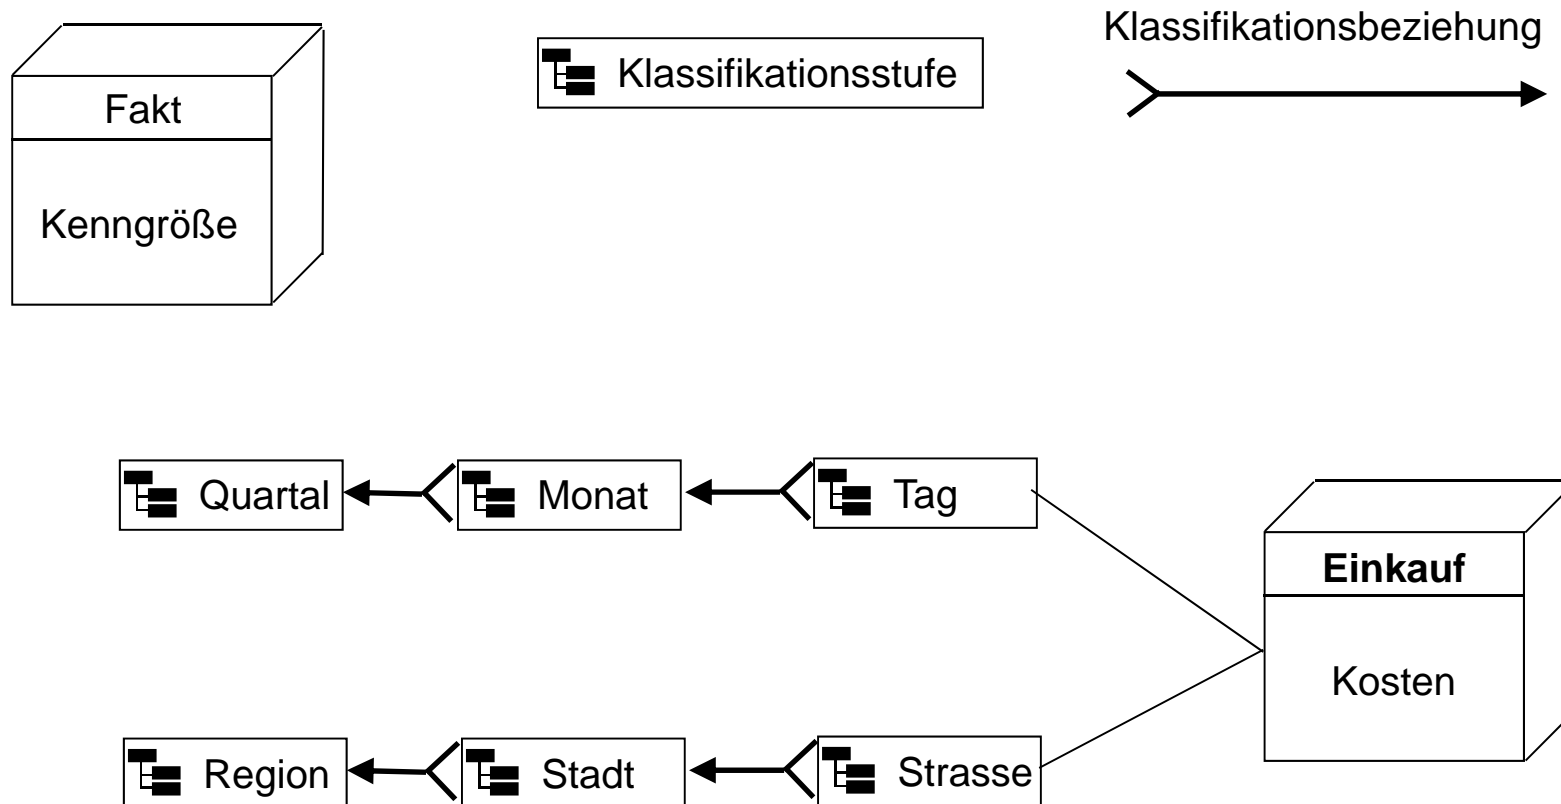 Klassifikationsbeziehung
Klassifikationsstufe
Fakt
Kenngröße
Quartal
Monat
Tag
Einkauf
Kosten
Region
Stadt
Strasse